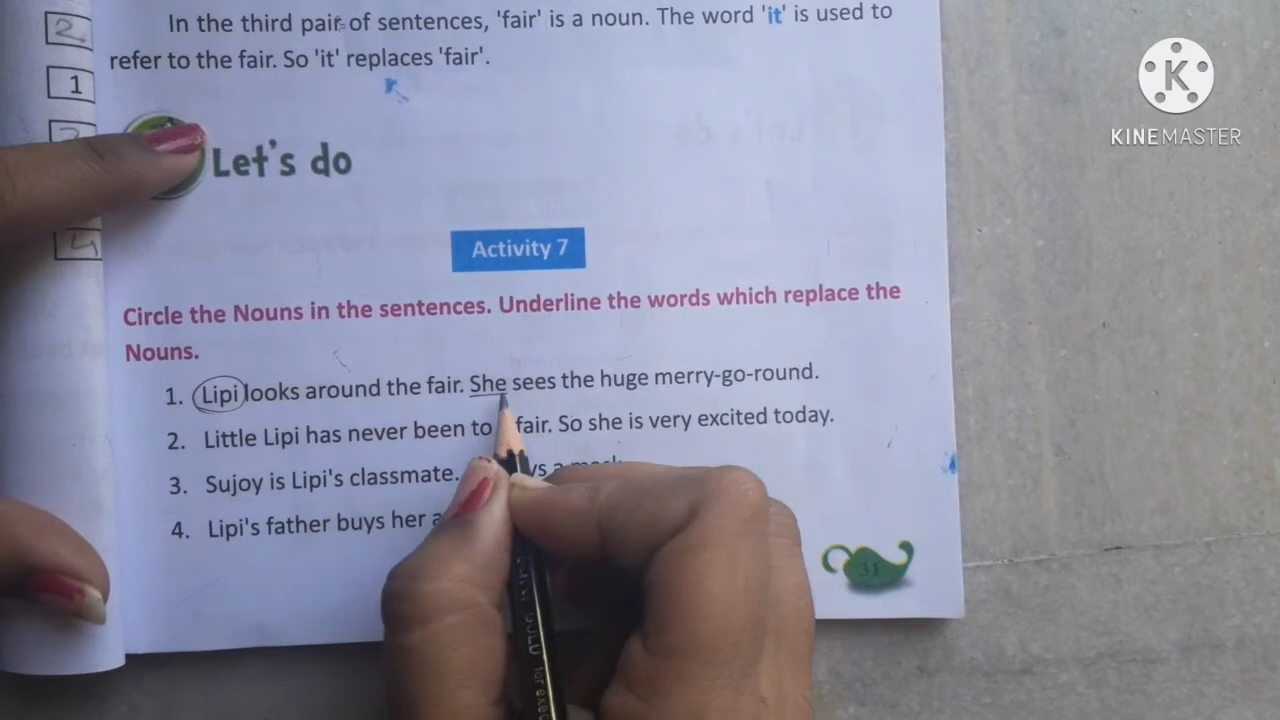 In the third pair of sentences, 'fair' is a noun. The word 'it' is used to
refer to the fair. So 'it' replaces 'fair'.
2
1
4
Let's do
Activity 7
Circle the Nouns in the sentences. Underline the words which replace the
Nouns.
1. Lipi looks around the fair. She sees the huge merry-go-round.
2. Little Lipi has never been to fair. So she is very excited today.
3. Sujoy is Lipi's classmate. a
4. Lipi's father buys her
31
KINEMASTER